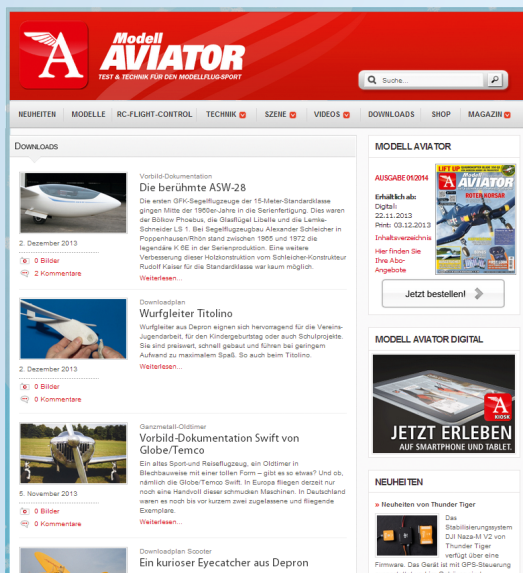 Modell
AVIATOR
TEST & TECHNIK FÜR DEN MODELLFLUG-SPORT
Suche...
NEUHEITEN MODELLE RC-FLIGHT-CONTROL TECHNIK SZENE VIDEOS DOWNLOADS SHOP MAGAZIN
DOWNLOADS
Vorbild-Dokumentation
Die berühmte ASW-28
Die ersten GFK-Segelflugzeuge der 15-Meter-Standardklasse
gingen Mitte der 1960er-Jahre in die Serienfertigung. Dies waren
der Bölkow Phoebus, die Glasflügel Libelle und die Lemke-
Schneider LS 1. Bei Segelflugzeugbau Alexander Schleicher in
Poppenhausen/Rhön stand zwischen 1965 und 1972 die
legendäre K 6E in der Serienproduktion. Eine weitere
Verbesserung dieser Holzkonstruktion vom Schleicher-Konstrukteur
Rudolf Kaiser für die Standardklasse war kaum möglich.
Weiterlesen...
2. Dezember 2013
0 Bilder
2 Kommentare
Downloadplan
Wurfgleiter Titolino
Wurfgleiter aus Depron eignen sich hervorragend für die Vereins-
Jugendarbeit, für den Kindergeburtstag oder auch Schulprojekte.
Sie sind preiswert, schnell gebaut und führen bei geringem
Aufwand zu maximalem Spaß. So auch beim Titolino.
Weiterlesen...
2. Dezember 2013
0 Bilder
0 Kommentare
Ganzmetall-Oldtimer
Vorbild-Dokumentation Swift von
Globe/Temco
Ein altes Sport-und Reiseflugzeug, ein Oldtimer in
Blechbauweise mit einer tollen Form – gibt es so etwas? Und ob,
nämlich die Globe/Temco Swift. In Europa fliegen derzeit nur
noch eine Handvoll dieser schmucken Maschinen. In Deutschland
waren es noch bis vor kurzem zwei zugelassene und fliegende
Exemplare.
Weiterlesen...
5. November 2013
0 Bilder
0 Kommentare
Downloadplan Scooter
Ein kurioser Eyecatcher aus Depron
MODELL AVIATOR
AUSGABE 01/2014
Erhältlich ab:
Digital:
22.11.2013
Print: 03.12.2013
Inhaltsverzeichnis
Hier finden Sie
Ihre Abo-
Angebote
LIFT UP
Modell
AVIATOR
ROTER KORSAR
Jetzt bestellen!
MODELL AVIATOR DIGITAL
KIOSK
JETZT ERLEBEN
AUF SMARTPHONE UND TABLET.
NEUHEITEN
» Neuheiten von Thunder Tiger
Das
Stabilisierungssystem
DJI Naza-M V2 von
Thunder Tiger
verfügt über eine
Firmware. Das Gerät ist mit GPS-Steuerung